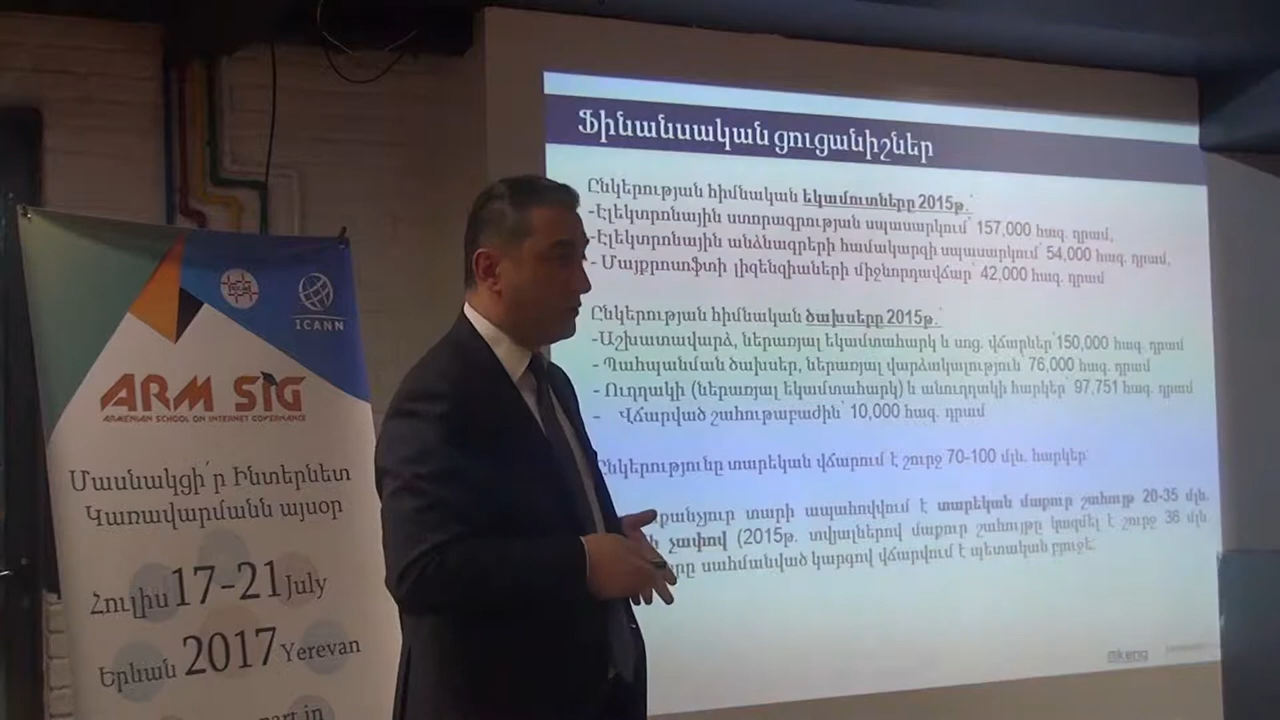 Ֆինանսական ցուցանիշներ
Ընկերության հիմնական եկամուտները 2015թ.՝
-Էլեկտրոնային ստորագրության սպասարկում՝ 157,000 հազ. դրամ,
-Էլեկտրոնային անձնագրերի համակարգի սպասարկում՝ 54,000 հազ. դրամ,
- Մայքրոսոֆտի լիզենզիաների միջնորդավճար՝ 42,000 հազ. դրամ
Ընկերության հիմնական ծախսերը 2015թ.՝
-Աշխատավարձ, ներառյալ եկամտահարկ և սոց. վճարներ՝150,000 հազ. դրամ
- Պահպանման ծախսեր, ներառյալ վարձակալություն՝ 76,000 հազ. դրամ
- Ուղղակի (ներառյալ եկամտահարկ) և անուղղակի հարկեր՝ 97,751 հազ. դրամ
- Վճարված շահութաբաժին՝ 10,000 հազ. դրամ
Ընկերությունը տարեկան վճարում է շուրջ 70-100 մլն. հարկեր:
տարի ապահովվում է տարեկան մաքուր շահույթ 20-35 մլն.
չափով (2015թ. տվյալներով մաքուր շահույթը կազմել է շուրջ 36 մլն
սահմանված կարգով վճարվում է պետական բյուջե:
ekeng
ICANN
ARM SIG
ARMENIAN SCHOOL ON INTERNET GOVERNANCE
Մասնակցի՛ր Ինտերնետ
Կառավարմանն այսօր
Հուլիս 17-21 July
Երևան 2017 Yerevan